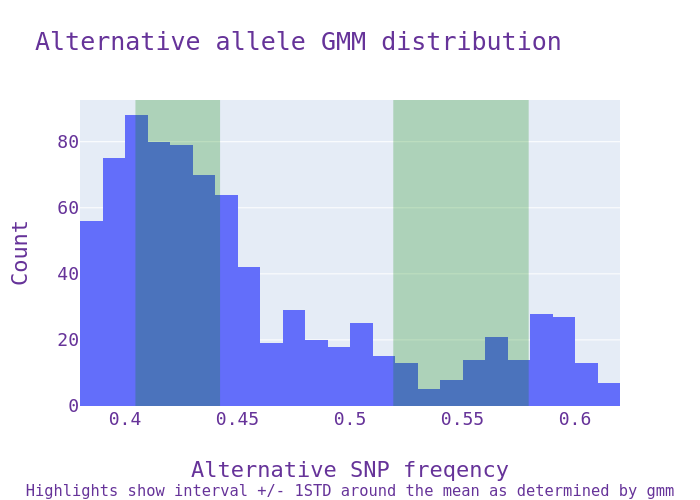 Alternative allele GMM distribution
Count
80
60
40
20
0
0.4 0.45 0.5 0.55 0.6
Alternative SNP freqency
Highlights show interval +/- 1STD around the mean as determined by gmm